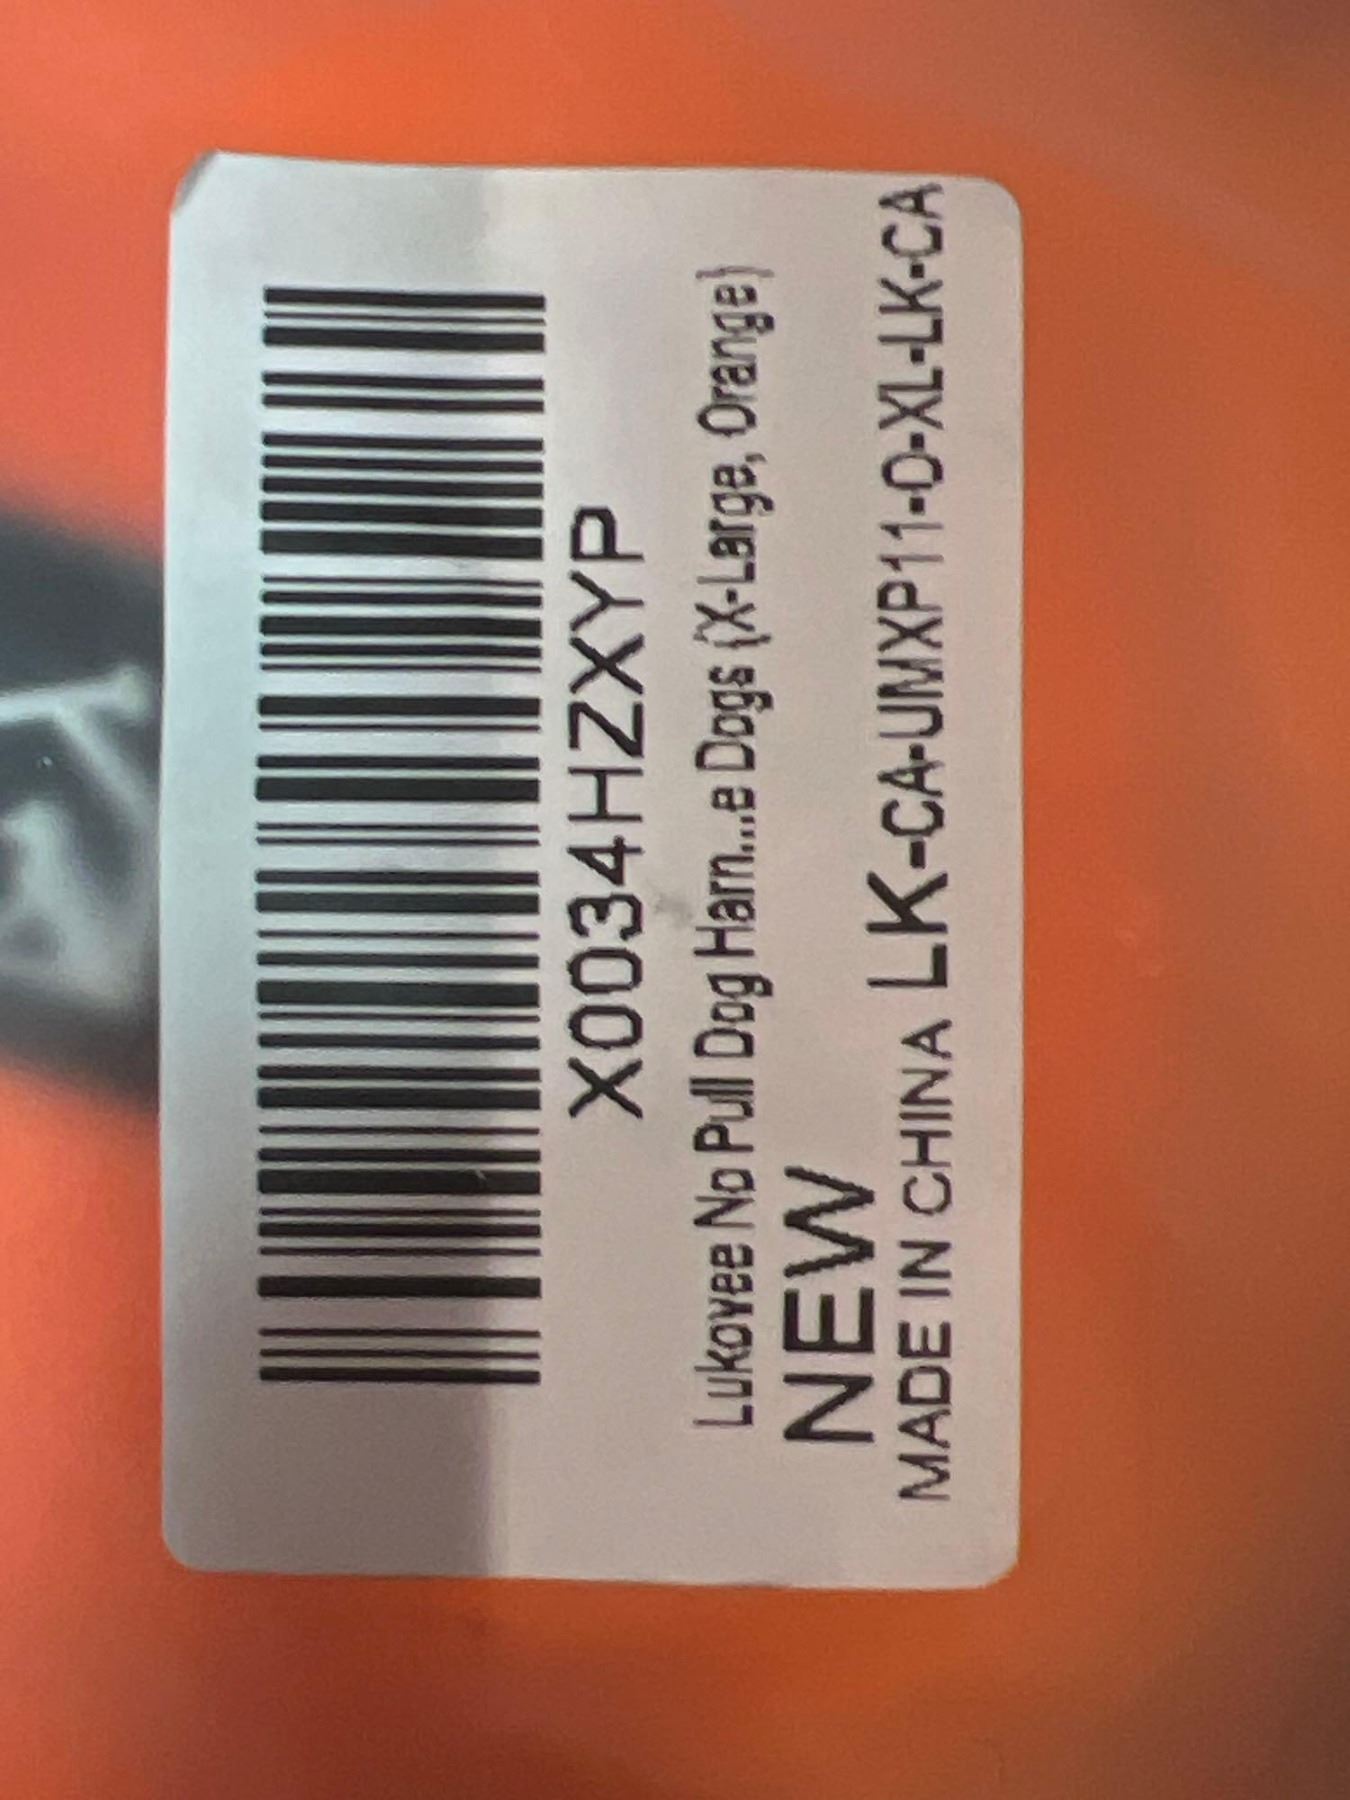 X0034HZXYP
Lukovee No Pull Dog Harn...e Dogs (X-Large, Orange)
NEW
MADE IN CHINA LK-CA-UMXP11-O-XL-LK-CA